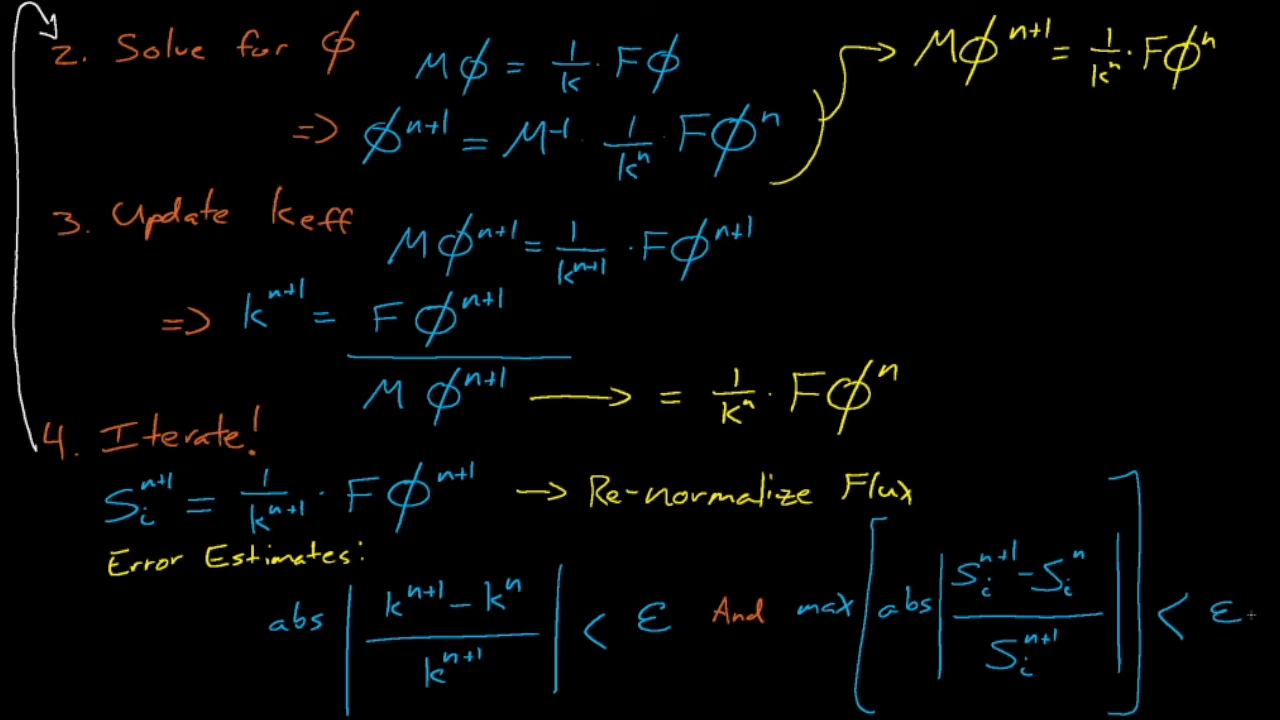 2. Solve for ϕ Mϕ = 1/k · Fϕ → Mϕ^{n+1} = 1/k^n · Fϕ^n
=> ϕ^{n+1} = M^{-1} · 1/k^n · Fϕ^n
3. Update keff
Mϕ^{n+1} = 1/k^{n+1} · Fϕ^{n+1}
=> k^{n+1} = Fϕ^{n+1} / Mϕ^{n+1} → = 1/k^n · Fϕ^n
4. Iterate!
S_i^{n+1} = 1/k^{n+1} · Fϕ^{n+1} → Re-normalize Flux
Error Estimates:
abs | (k^{n+1} - k^n) / k^{n+1} | < ε And max [ abs | (S_i^{n+1} - S_i^n) / S_i^{n+1} | ] < ε